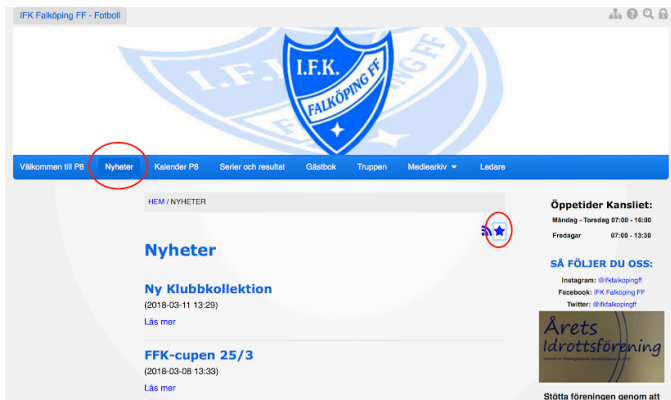 IFK Falköping FF - Fotboll
I.F.K.
FALKÖPING FF
Välkommen till P8 Nyheter Kalender P8 Serier och resultat Gästbok Truppen Mediearkiv Ledare
HEM / NYHETER
Nyheter
Ny Klubbkollektion
(2018-03-11 13:29)
Läs mer
FFK-cupen 25/3
(2018-03-08 13:33)
Läs mer
Öppetider Kansliet:
Måndag - Torsdag 07:00 - 16:00
Fredagar 07:00 - 13:30
SÅ FÖLJER DU OSS:
Instagram: @ifkfalkopingff
Facebook: IFK Falköping FF
Twitter: @ifkfalkopingff
Årets
Idrottsförening
Stötta föreningen genom att